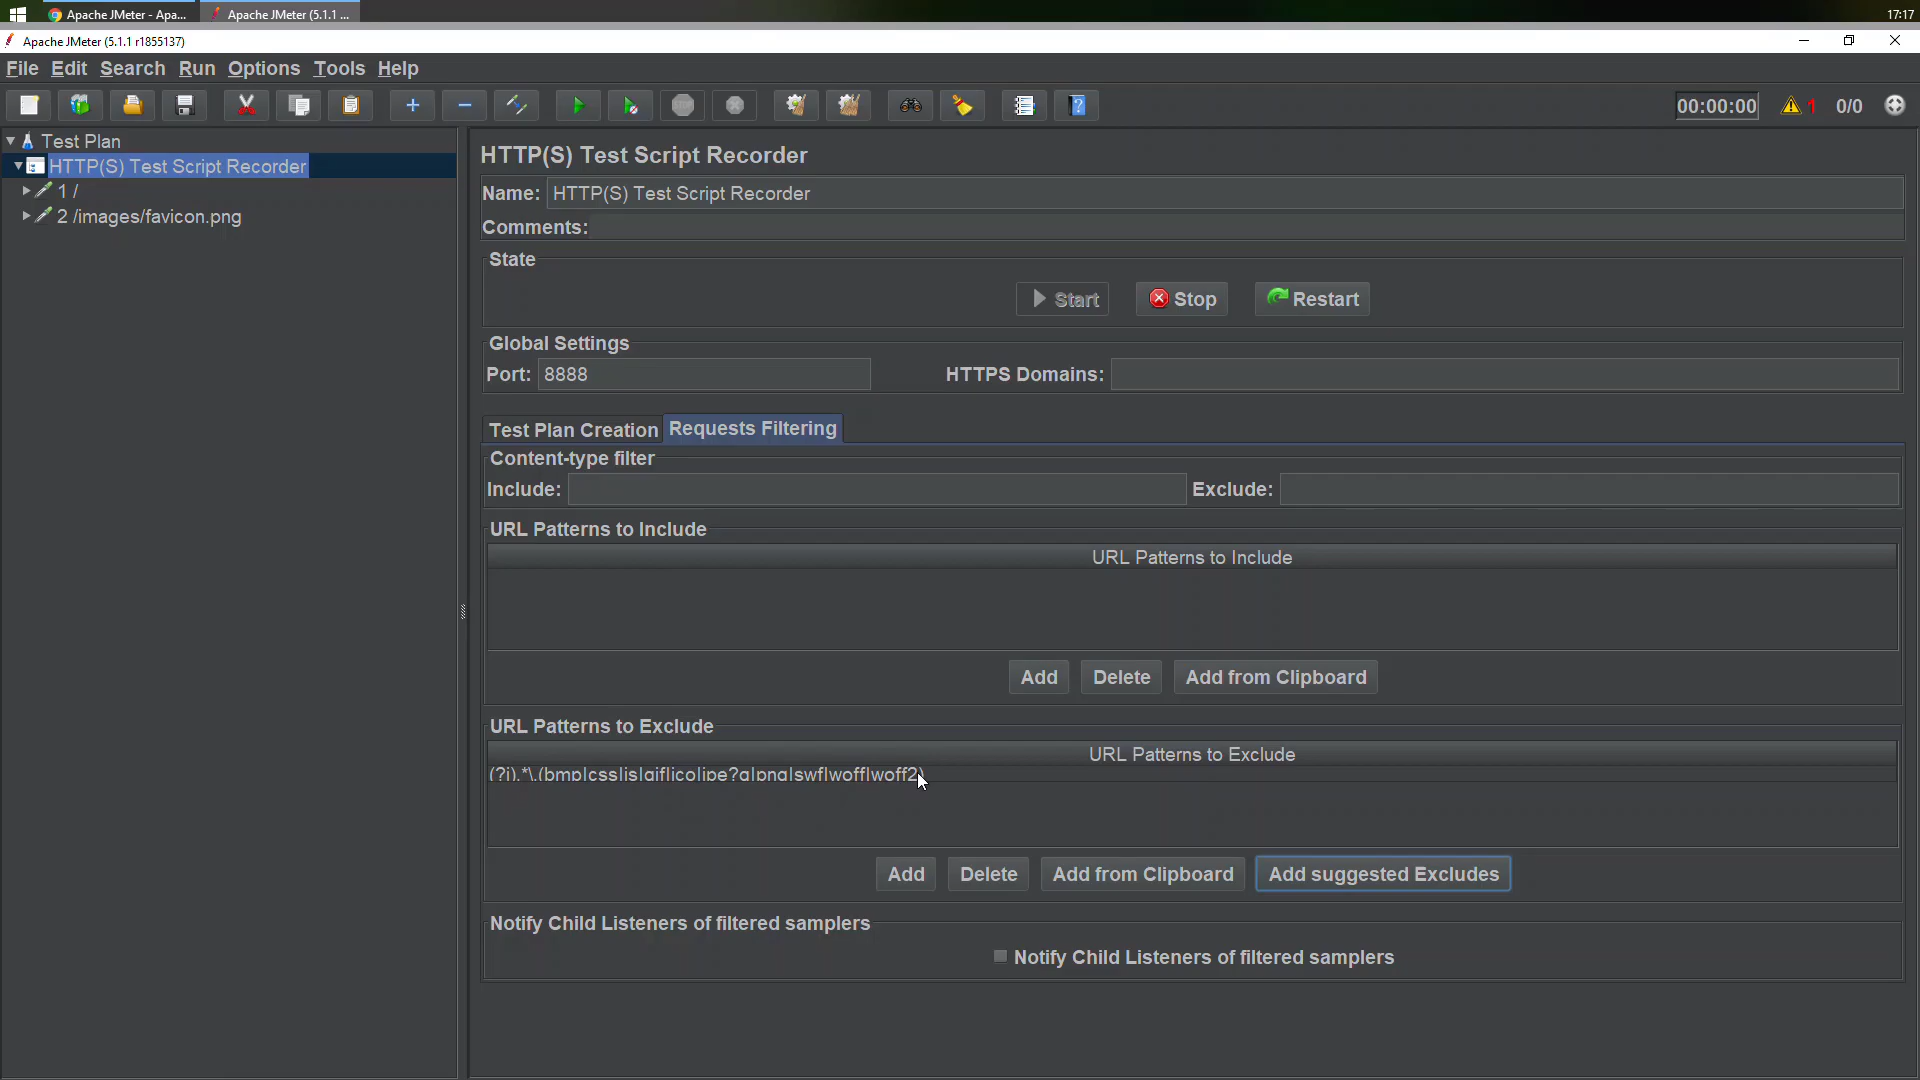 Apache JMeter - Apa...
Apache JMeter (5.1.1 ...
17:17
Apache JMeter (5.1.1 r1855137)
File Edit Search Run Options Tools Help
00:00:00 1 0/0
Test Plan
HTTP(S) Test Script Recorder
1 /
2 /images/favicon.png
HTTP(S) Test Script Recorder
Name: HTTP(S) Test Script Recorder
Comments:
State
Start Stop Restart
Global Settings
Port: 8888 HTTPS Domains:
Test Plan Creation Requests Filtering
Content-type filter
Include: Exclude:
URL Patterns to Include
URL Patterns to Include
Add Delete Add from Clipboard
URL Patterns to Exclude
URL Patterns to Exclude
(?i).*\.(bmp|css|js|gif|ico|jpe?g|png|swf|woff|woff2)
Add Delete Add from Clipboard Add suggested Excludes
Notify Child Listeners of filtered samplers
Notify Child Listeners of filtered samplers